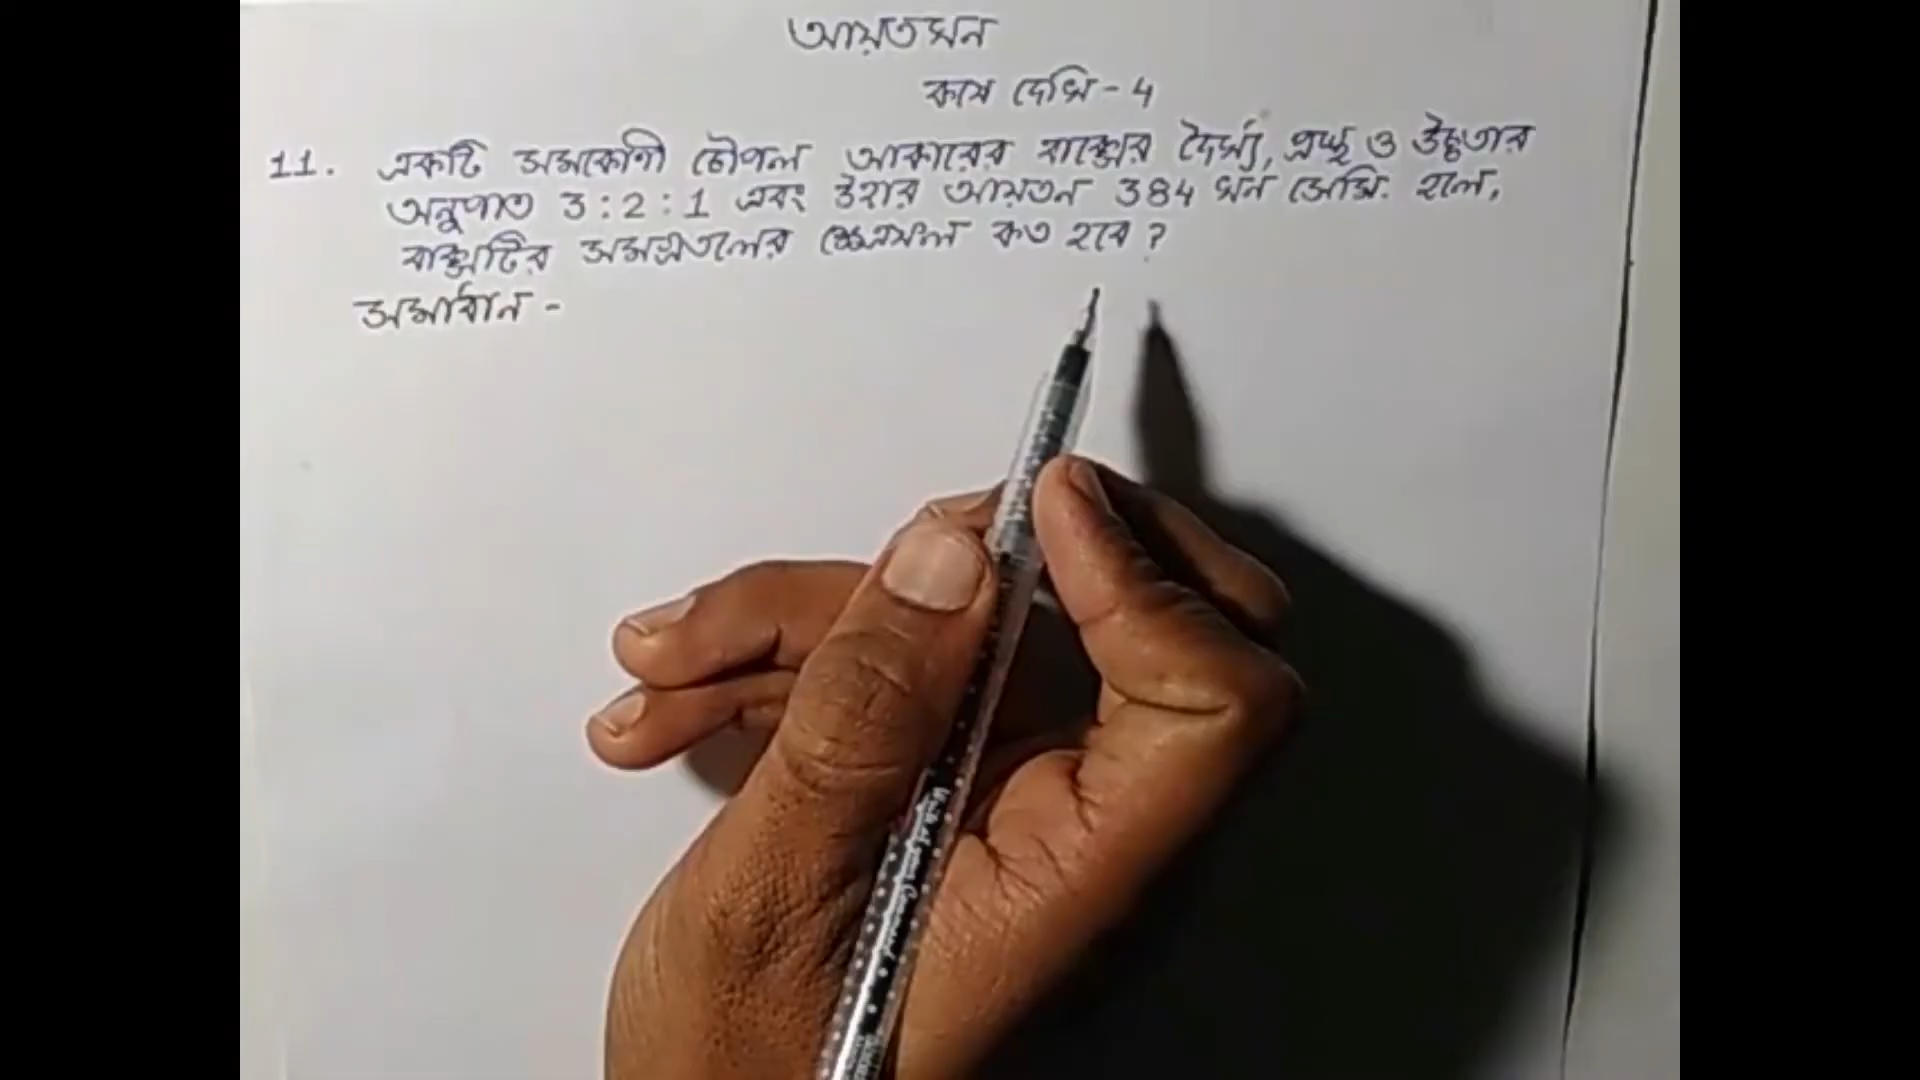 আয়তঘন
কষে দেখি - 4
11. একটি সমকোণী চৌপল আকারের বাক্সের দৈর্ঘ্য, প্রস্থ ও উচ্চতার
অনুপাত 3 : 2 : 1 এবং উহার আয়তন 384 ঘন সেমি. হলে,
বাক্সটির সমগ্রতলের ক্ষেত্রফল কত হবে ?
সমাধান -